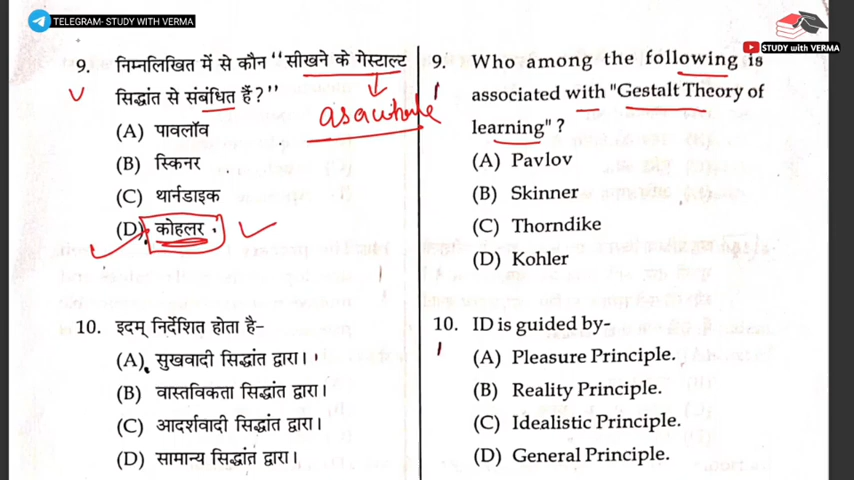 TELEGRAM- STUDY WITH VERMA
STUDY with VERMA
9. निम्नलिखित में से कौन “सीखने के गेस्टाल्ट
सिद्धांत से संबंधित हैं?”
as a whole
(A) पावलॉव
(B) स्किनर
(C) थार्नडाइक
(D) कोहलर
10. इदम् निर्देशित होता है-
(A) सुखवादी सिद्धांत द्वारा।
(B) वास्तविकता सिद्धांत द्वारा।
(C) आदर्शवादी सिद्धांत द्वारा।
(D) सामान्य सिद्धांत द्वारा।
9. Who among the following is
associated with "Gestalt Theory of
learning"?
(A) Pavlov
(B) Skinner
(C) Thorndike
(D) Kohler
10. ID is guided by-
(A) Pleasure Principle.
(B) Reality Principle.
(C) Idealistic Principle.
(D) General Principle.